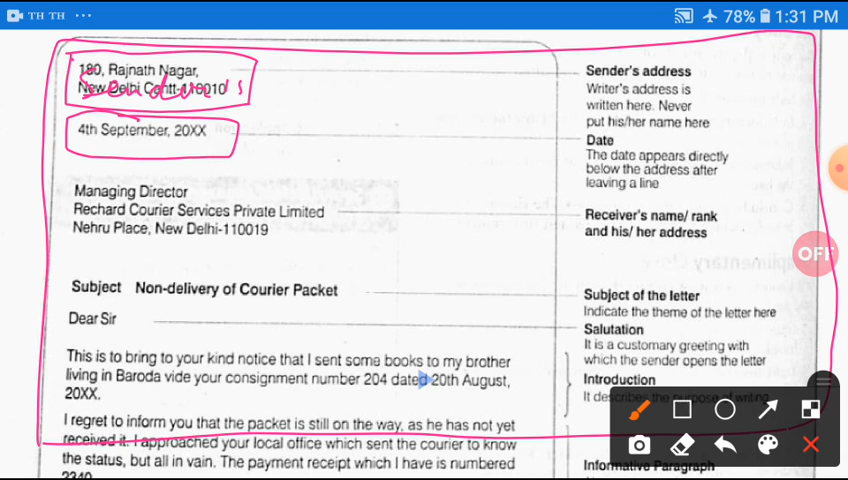 TH TH ...
78% 1:31 PM
180, Rajnath Nagar,
New Delhi Cantt-110010
Sender's
4th September, 20XX
Managing Director
Rechard Courier Services Private Limited
Nehru Place, New Delhi-110019
Subject Non-delivery of Courier Packet
Dear Sir
This is to bring to your kind notice that I sent some books to my brother
living in Baroda vide your consignment number 204 dated 20th August,
20XX.
I regret to inform you that the packet is still on the way, as he has not yet
received it. I approached your local office which sent the courier to know
the status, but all in vain. The payment receipt which I have is numbered
2340
Sender's address
Writer's address is
written here. Never
put his/her name here
Date
The date appears directly
below the address after
leaving a line
Receiver's name/ rank
and his/ her address
Subject of the letter
Indicate the theme of the letter here
Salutation
It is a customary greeting with
which the sender opens the letter
Introduction
It describes the purpose of writing
Informative Paragraph
OFF